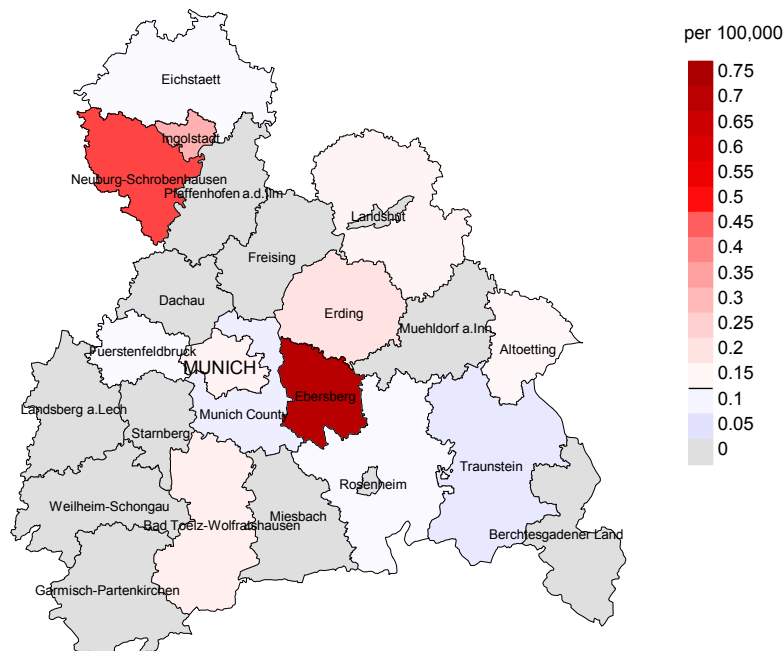 per 100,000
0.75
0.7
0.65
0.6
0.55
0.5
0.45
0.4
0.35
0.3
0.25
0.2
0.15
0.1
0.05
0
Eichstaett
Ingolstadt
Neuburg-Schrobenhausen
Pfaffenhofen a.d.Ilm
Landshut
Freising
Dachau
Erding
Muehldorf a.Inn
Altoetting
Fuerstenfeldbruck
MUNICH
Ebersberg
Landsberg a.Lech
Munich County
Starnberg
Traunstein
Rosenheim
Weilheim-Schongau
Miesbach
Bad Toelz-Wolfratshausen
Berchtesgadener Land
Garmisch-Partenkirchen